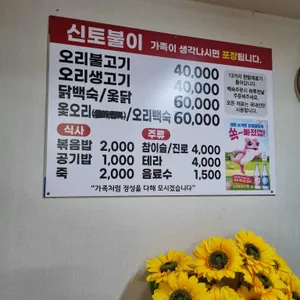 신토불이 가족이 생각나시면 포장됩니다.
오리불고기 40,000
오리생고기 40,000
닭백숙/옻닭 60,000
옻오리/오리백숙 60,000
식사
볶음밥 2,000
공기밥 1,000
죽 2,000
주류
참이슬/진로 4,000
테라 4,000
음료수 1,500
"가족처럼 정성을 다해 모시겠습니다"